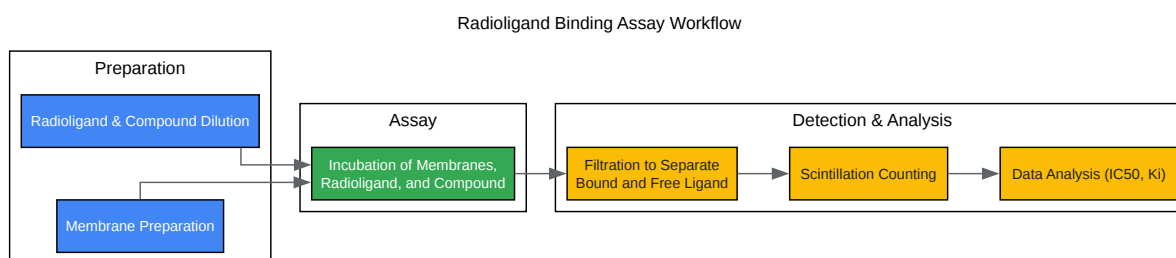 Radioligand Binding Assay Workflow
Preparation
Radioligand & Compound Dilution
Membrane Preparation
Assay
Incubation of Membranes,
Radioligand, and Compound
Detection & Analysis
Filtration to Separate
Bound and Free Ligand
Scintillation Counting
Data Analysis (IC50, Ki)